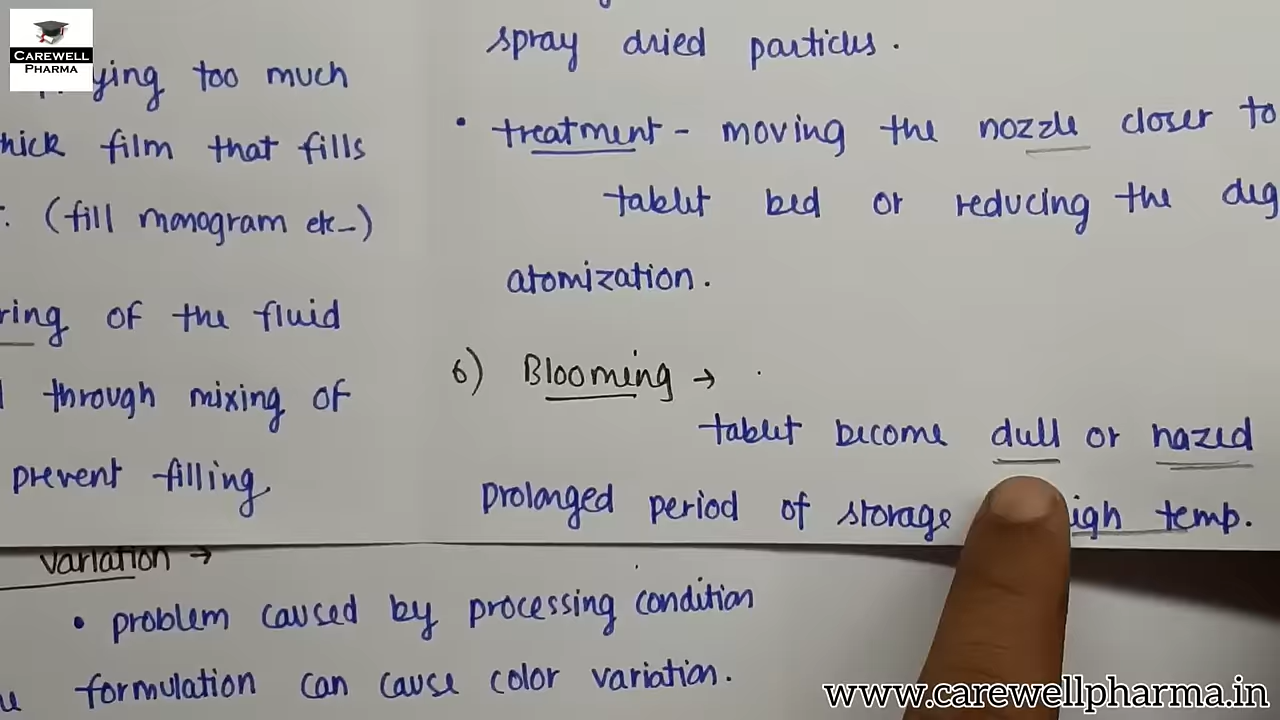 CAREWELL
PHARMA
ying too much
hick film that fills
(fill monogram etc-)
ring of the fluid
through mixing of
prevent filling
spray dried particles.
• treatment - moving the nozzle closer to
tablet bed or reducing the deg
atomization.
6) Blooming →
tablet become dull or hazed
prolonged period of storage igh temp.
variation →
• problem caused by processing condition
formulation can cause color variation.
www.carewellpharma.in